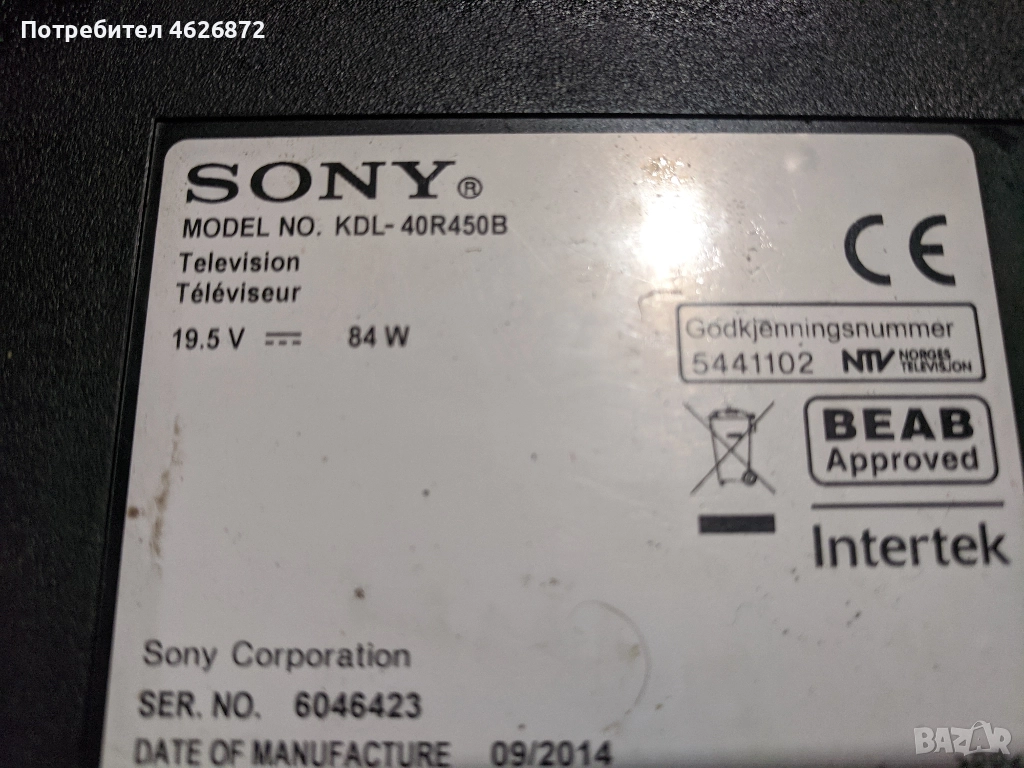 Потребител 4626872
SONY®
MODEL NO. KDL-40R450B
Television
Téléviseur
19.5 V 84 W
CE
Godkjenningsnummer
5441102 NTV NORGES TELEVISJON
BEAB
Approved
Intertek
Sony Corporation
SER. NO. 6046423
DATE OF MANUFACTURE 09/2014
BAZAR